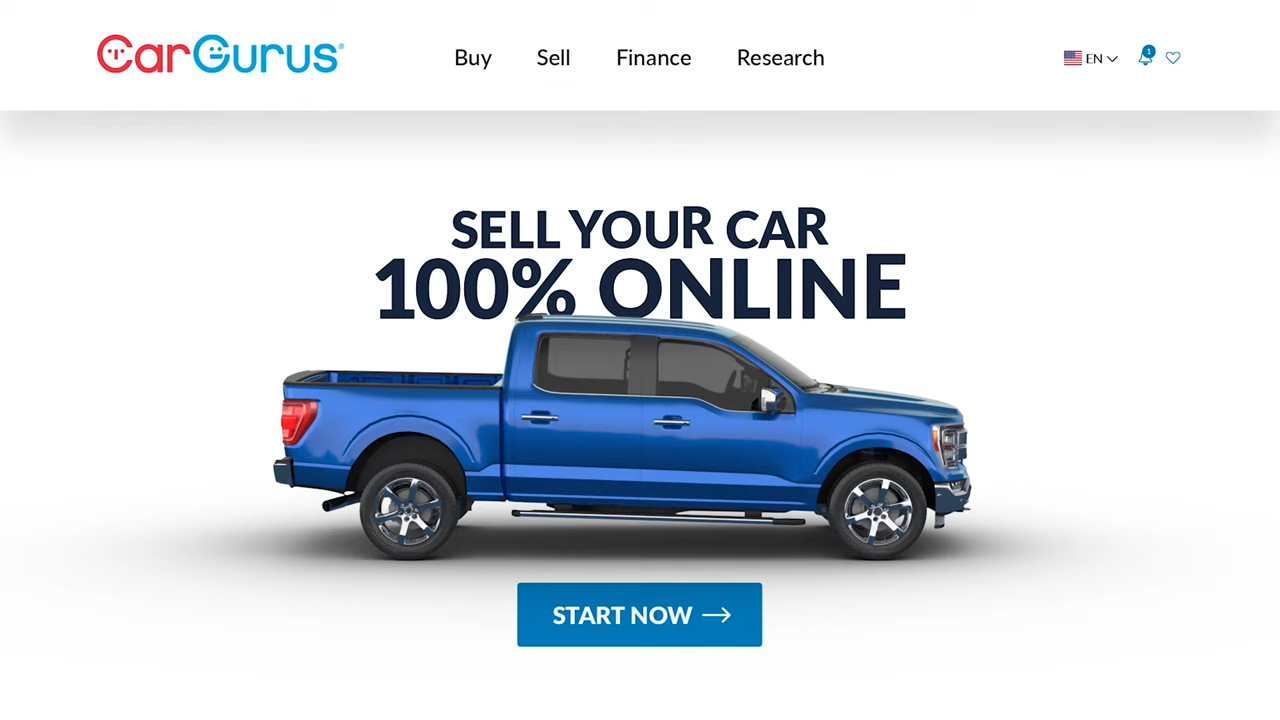 CarGurus®
Buy Sell Finance Research
EN
1
SELL YOUR CAR
100% ONLINE
START NOW